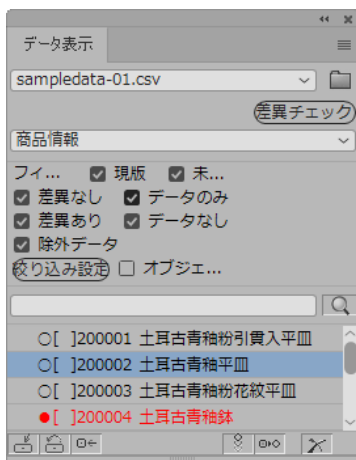 データ表示
sampledata-01.csv
差異チェック
商品情報
フィ... 現版 未...
差異なし データのみ
差異あり データなし
除外データ
絞り込み設定 オブジェ...
○[ ]200001 土耳古青釉粉引貫入平皿
○[ ]200002 土耳古青釉平皿
○[ ]200003 土耳古青釉粉花紋平皿
●[ ]200004 土耳古青釉鉢